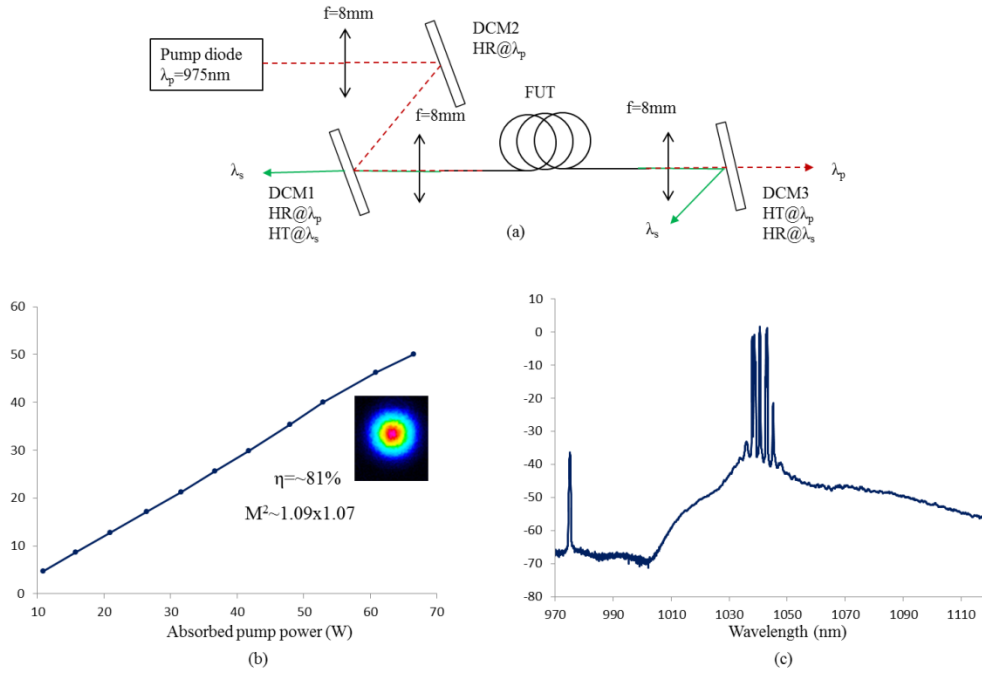 f=8mm
Pump diode
λp=975nm
DCM2
HR@λp
FUT
f=8mm
f=8mm
λs
λp
DCM1
HR@λp
HT@λs
λs
DCM3
HT@λp
HR@λs
(a)
60
50
40
30
20
10
0
η=~81%
M²~1.09x1.07
10 20 30 40 50 60 70
Absorbed pump power (W)
(b)
10
0
-10
-20
-30
-40
-50
-60
-70
-80
970 990 1010 1030 1050 1070 1090 1110
Wavelength (nm)
(c)